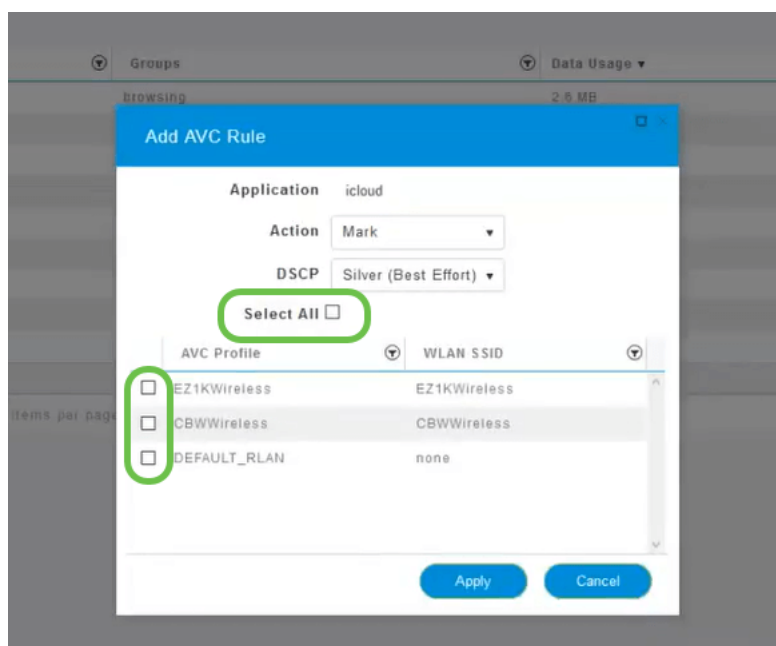 Groups Data Usage
browsing 2.6 MB
Add AVC Rule
Application icloud
Action Mark
DSCP Silver (Best Effort)
Select All
AVC Profile WLAN SSID
EZ1KWireless EZ1KWireless
CBWWireless CBWWireless
items par page
DEFAULT_RLAN none
Apply Cancel